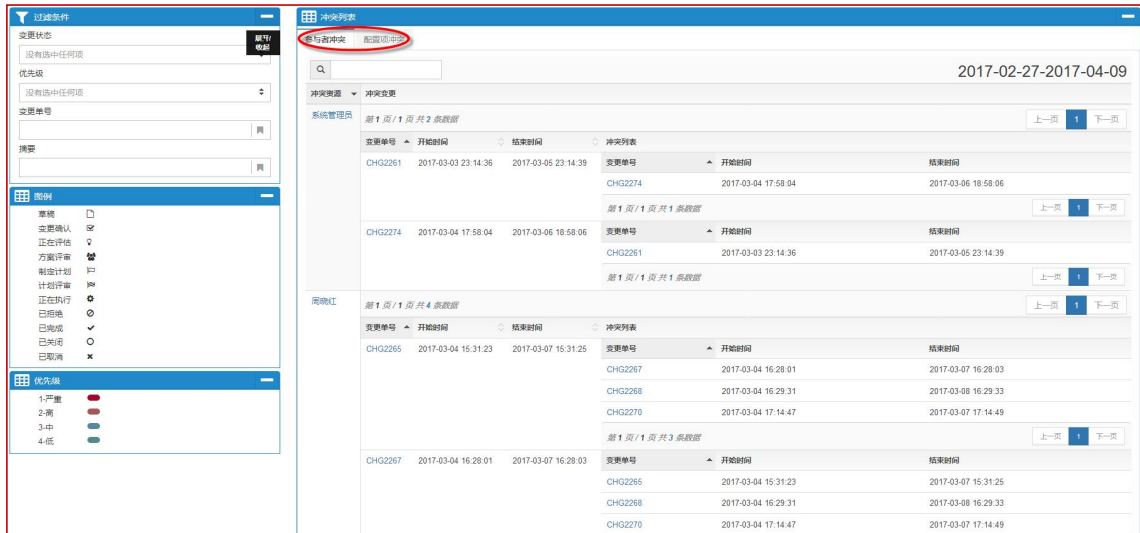 过滤条件
变更状态
展开/
收起
没有选中任何项
优先级
没有选中任何项
变更单号
摘要
图例
草稿
变更确认
正在评估
方案评审
制定计划
计划评审
正在执行
已拒绝
已完成
已关闭
已取消
优先级
1-严重
2-高
3-中
4-低
冲突列表
参与者冲突 配置项冲突
2017-02-27-2017-04-09
冲突资源 冲突变更
系统管理员 第 1 页 / 1 页 共 2 条数据 上一页 1 下一页
变更单号 开始时间 结束时间 冲突列表
CHG2261 2017-03-03 23:14:36 2017-03-05 23:14:39 变更单号 开始时间 结束时间
CHG2274 2017-03-04 17:58:04 2017-03-06 18:58:06
第 1 页 / 1 页 共 1 条数据 上一页 1 下一页
CHG2274 2017-03-04 17:58:04 2017-03-06 18:58:06 变更单号 开始时间 结束时间
CHG2261 2017-03-03 23:14:36 2017-03-05 23:14:39
第 1 页 / 1 页 共 1 条数据 上一页 1 下一页
周晓红 第 1 页 / 1 页 共 4 条数据 上一页 1 下一页
变更单号 开始时间 结束时间 冲突列表
CHG2265 2017-03-04 15:31:23 2017-03-07 15:31:25 变更单号 开始时间 结束时间
CHG2267 2017-03-04 16:28:01 2017-03-07 16:28:03
CHG2268 2017-03-04 16:29:31 2017-03-08 16:29:33
CHG2270 2017-03-04 17:14:47 2017-03-07 17:14:49
第 1 页 / 1 页 共 3 条数据 上一页 1 下一页
CHG2267 2017-03-04 16:28:01 2017-03-07 16:28:03 变更单号 开始时间 结束时间
CHG2265 2017-03-04 15:31:23 2017-03-07 15:31:25
CHG2268 2017-03-04 16:29:31 2017-03-08 16:29:33
CHG2270 2017-03-04 17:14:47 2017-03-07 17:14:49